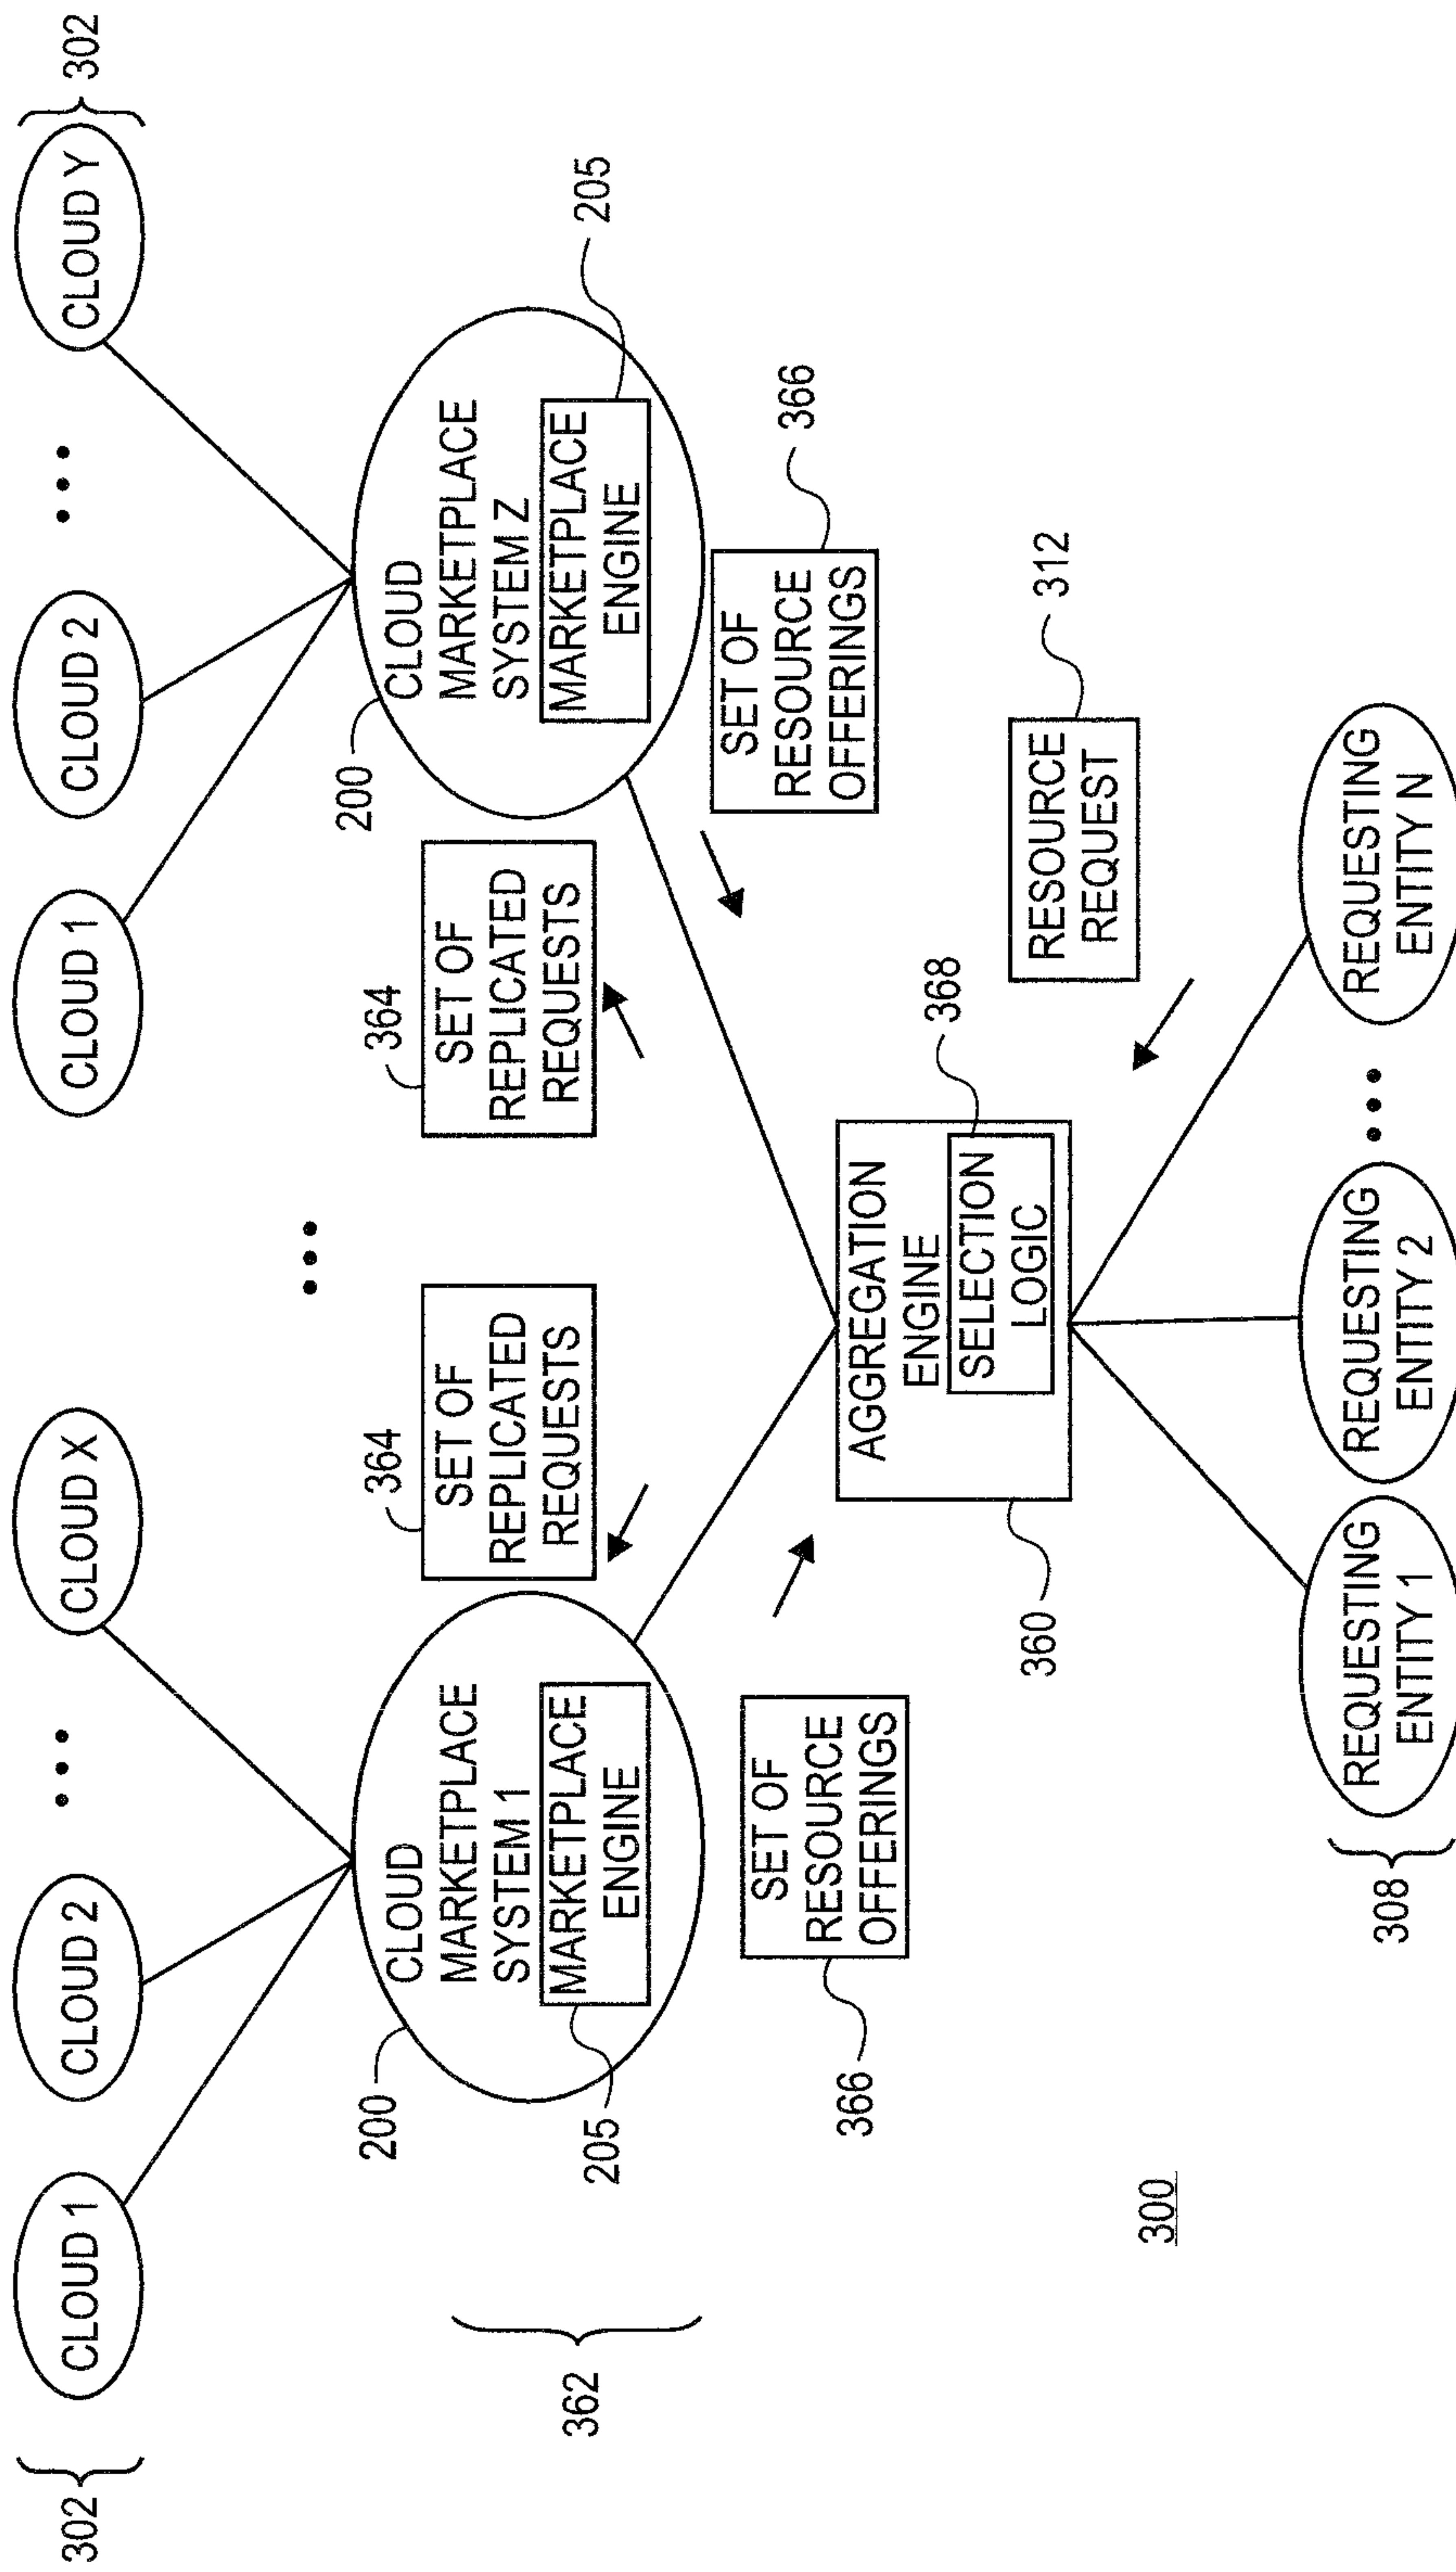 302
CLOUD 1
CLOUD 2
...
CLOUD X
CLOUD 1
CLOUD 2
...
CLOUD Y
302
...
362
200
CLOUD
MARKETPLACE
SYSTEM 1
MARKETPLACE
ENGINE
205
364
SET OF
REPLICATED
REQUESTS
364
SET OF
REPLICATED
REQUESTS
200
CLOUD
MARKETPLACE
SYSTEM Z
MARKETPLACE
ENGINE
205
366
SET OF
RESOURCE
OFFERINGS
SET OF
RESOURCE
OFFERINGS
366
360
AGGREGATION
ENGINE
SELECTION
LOGIC
368
RESOURCE
REQUEST
312
300
308
REQUESTING
ENTITY 1
REQUESTING
ENTITY 2
...
REQUESTING
ENTITY N